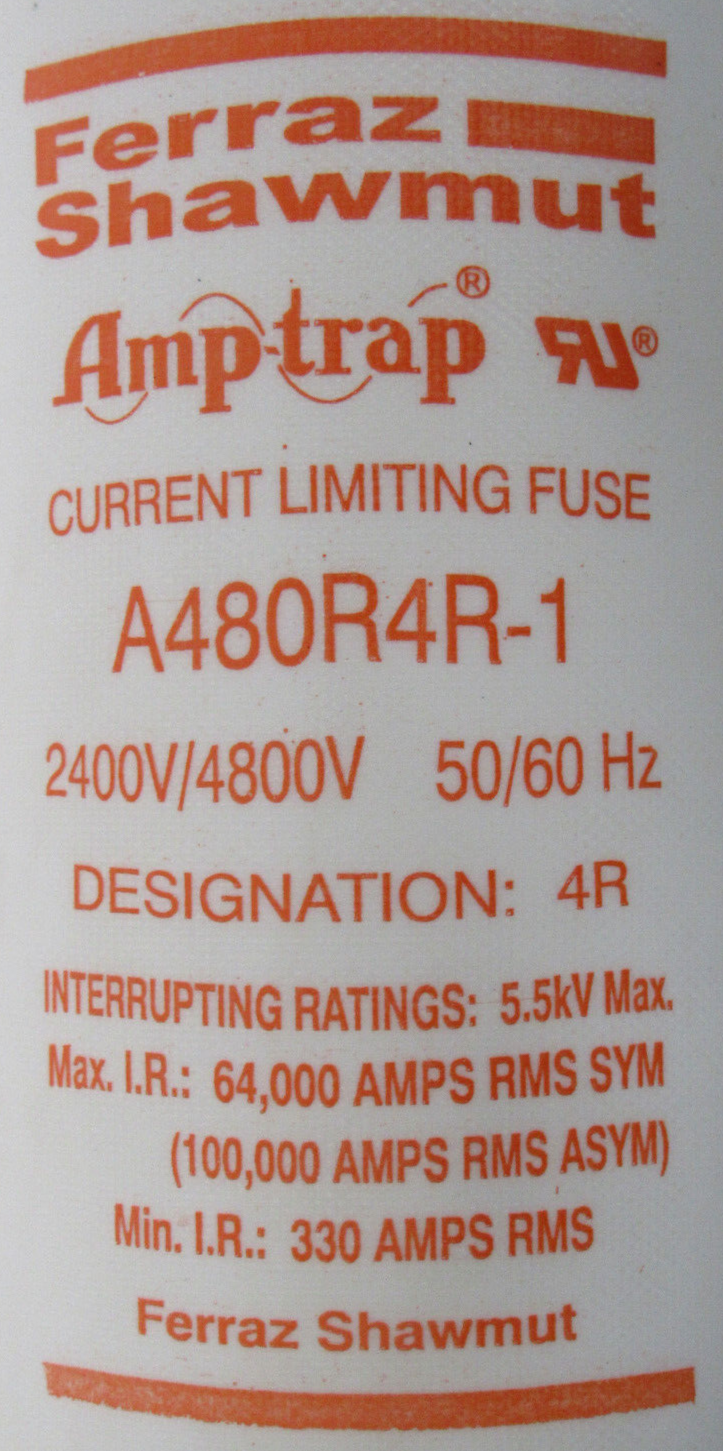 Ferraz
Shawmut
Amp-trap® RU®
CURRENT LIMITING FUSE
A480R4R-1
2400V/4800V 50/60 Hz
DESIGNATION: 4R
INTERRUPTING RATINGS: 5.5kV Max.
Max. I.R.: 64,000 AMPS RMS SYM
(100,000 AMPS RMS ASYM)
Min. I.R.: 330 AMPS RMS
Ferraz Shawmut